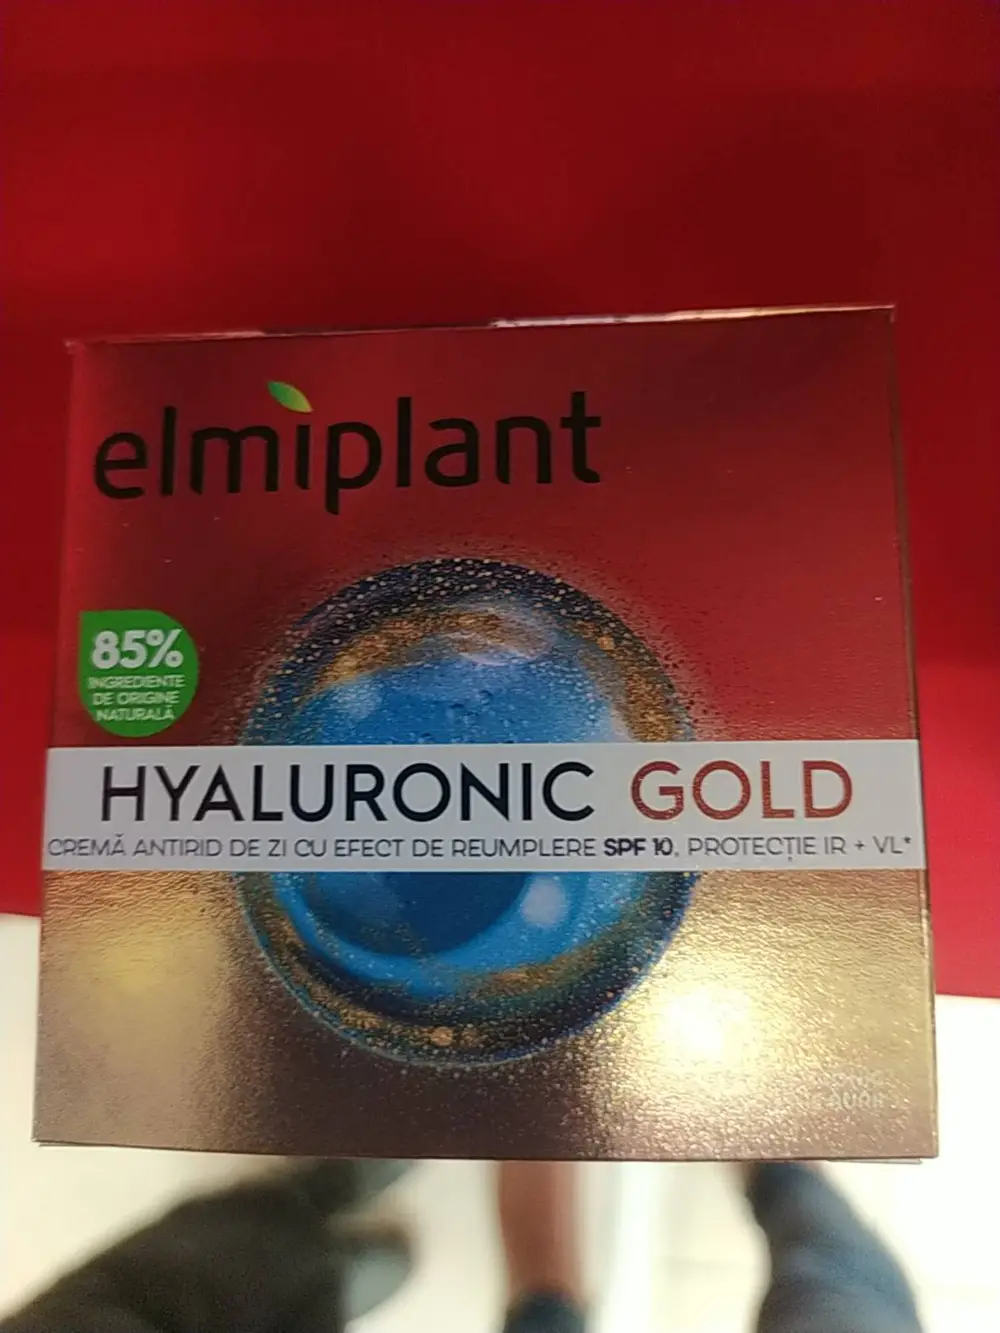 elmiplant
85%
INGREDIENTE
DE ORIGINE
NATURALĂ
HYALURONIC GOLD
CREMĂ ANTIRID DE ZI CU EFECT DE REUMPLERE SPF 10, PROTECȚIE IR + VL*